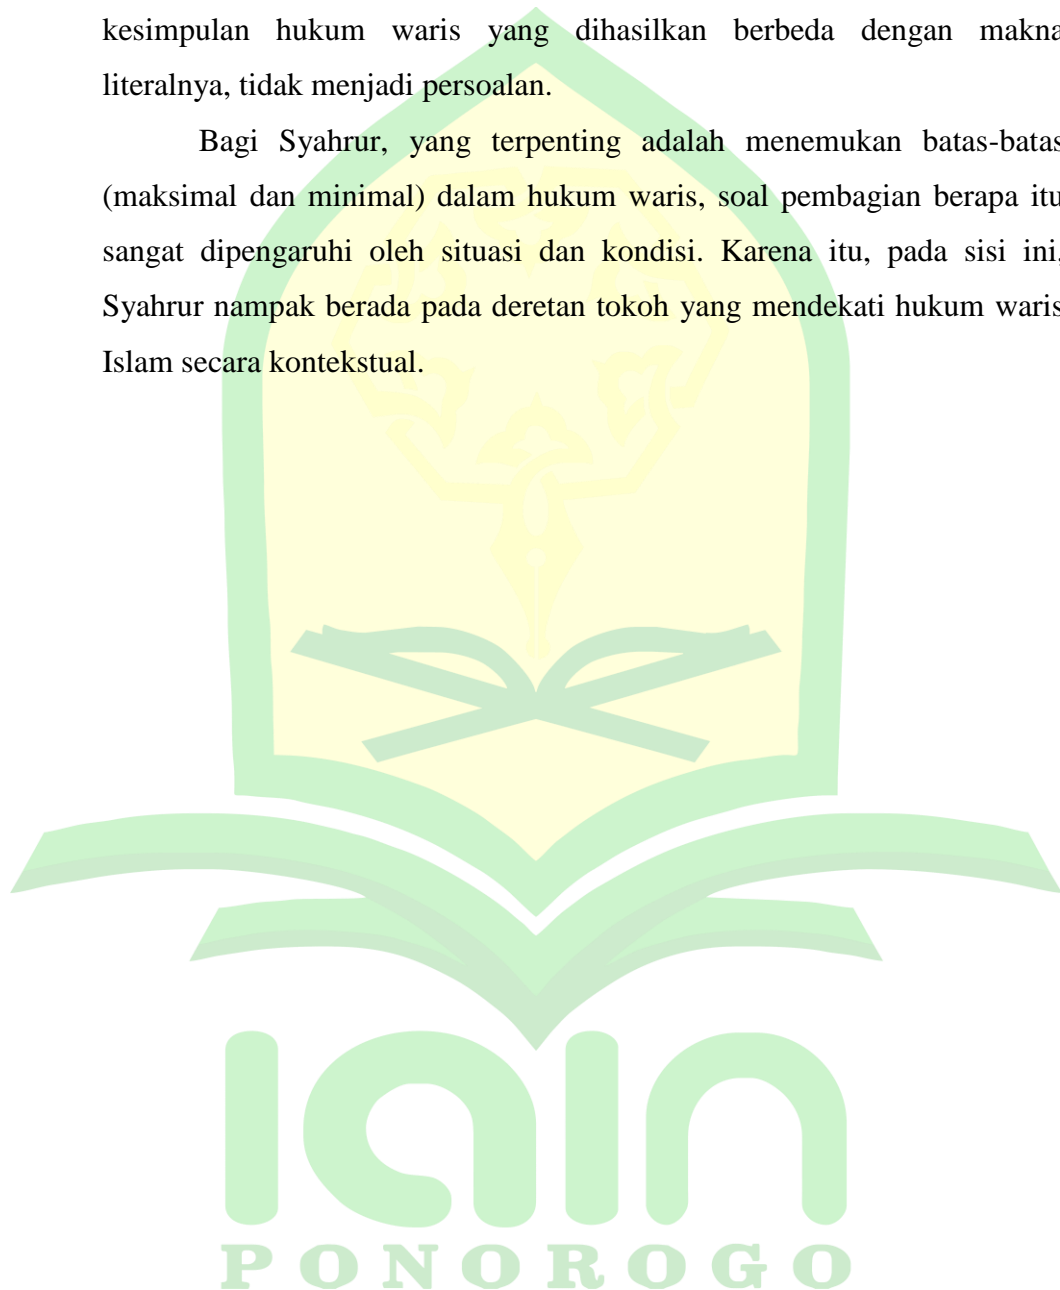 kesimpulan hukum waris yang dihasilkan berbeda dengan makna
literalnya, tidak menjadi persoalan.
Bagi Syahrur, yang terpenting adalah menemukan batas-batas
(maksimal dan minimal) dalam hukum waris, soal pembagian berapa itu
sangat dipengaruhi oleh situasi dan kondisi. Karena itu, pada sisi ini,
Syahrur nampak berada pada deretan tokoh yang mendekati hukum waris
Islam secara kontekstual.
iain
PONOROGO